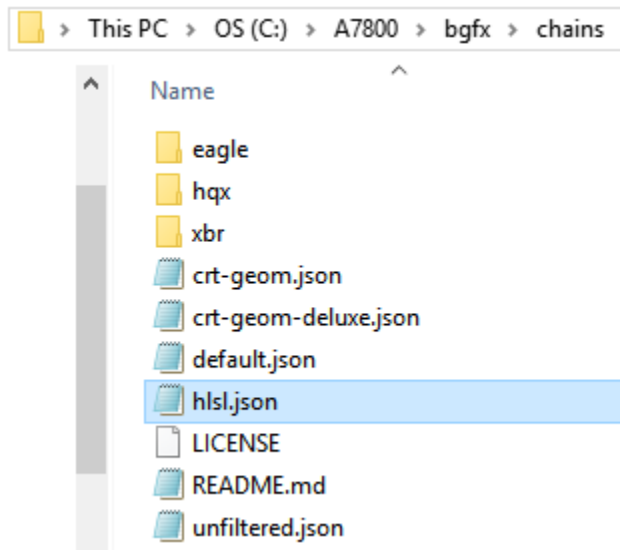 This PC > OS (C:) > A7800 > bgfx > chains
Name
eagle
hqx
xbr
crt-geom.json
crt-geom-deluxe.json
default.json
hlsl.json
LICENSE
README.md
unfiltered.json